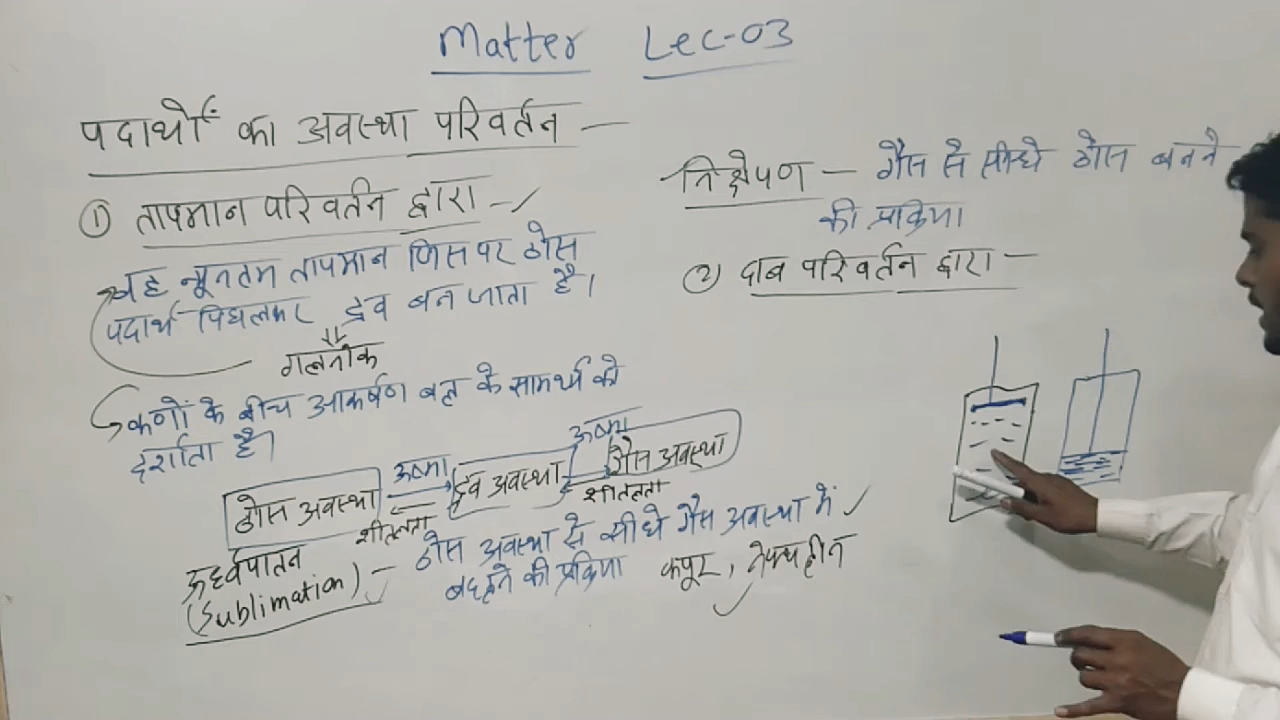 Matter Lec-03
पदार्थों का अवस्था परिवर्तन —
① तापमान परिवर्तन द्वारा -
वह न्यूनतम तापमान जिस पर ठोस
पदार्थ पिघलकर द्रव बन जाता है।
गलनांक
कणों के बीच आकर्षण बल के सामर्थ्य को
दर्शाता है।
ठोस अवस्था ऊष्मा द्रव अवस्था ऊष्मा गैस अवस्था
शीतलता शीतलता
ऊर्ध्वपातन
(Sublimation) - ठोस अवस्था से सीधे गैस अवस्था में
बदलने की प्रक्रिया कपूर, नेफ्थलीन
निक्षेपण - गैस से सीधे ठोस बनने
की प्रक्रिया
② दाब परिवर्तन द्वारा -